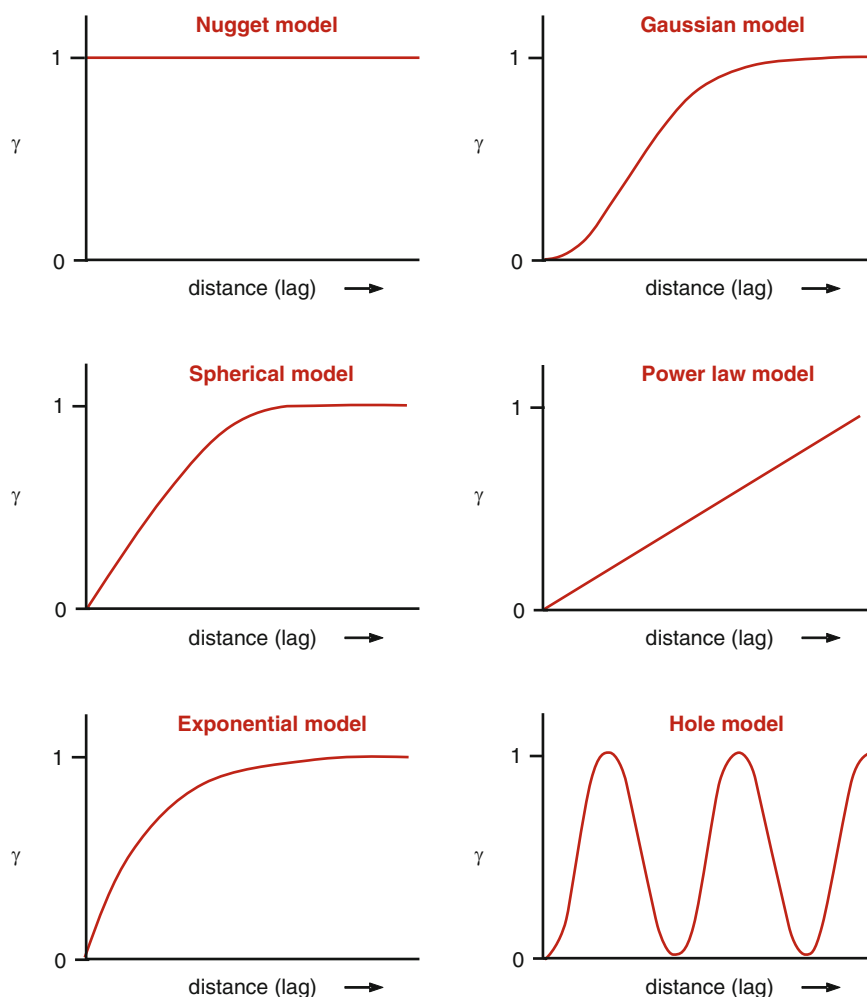 Nugget model
1
γ
0
distance (lag)
Gaussian model
1
γ
0
distance (lag)
Spherical model
1
γ
0
distance (lag)
Power law model
1
γ
0
distance (lag)
Exponential model
1
γ
0
distance (lag)
Hole model
1
γ
0
distance (lag)